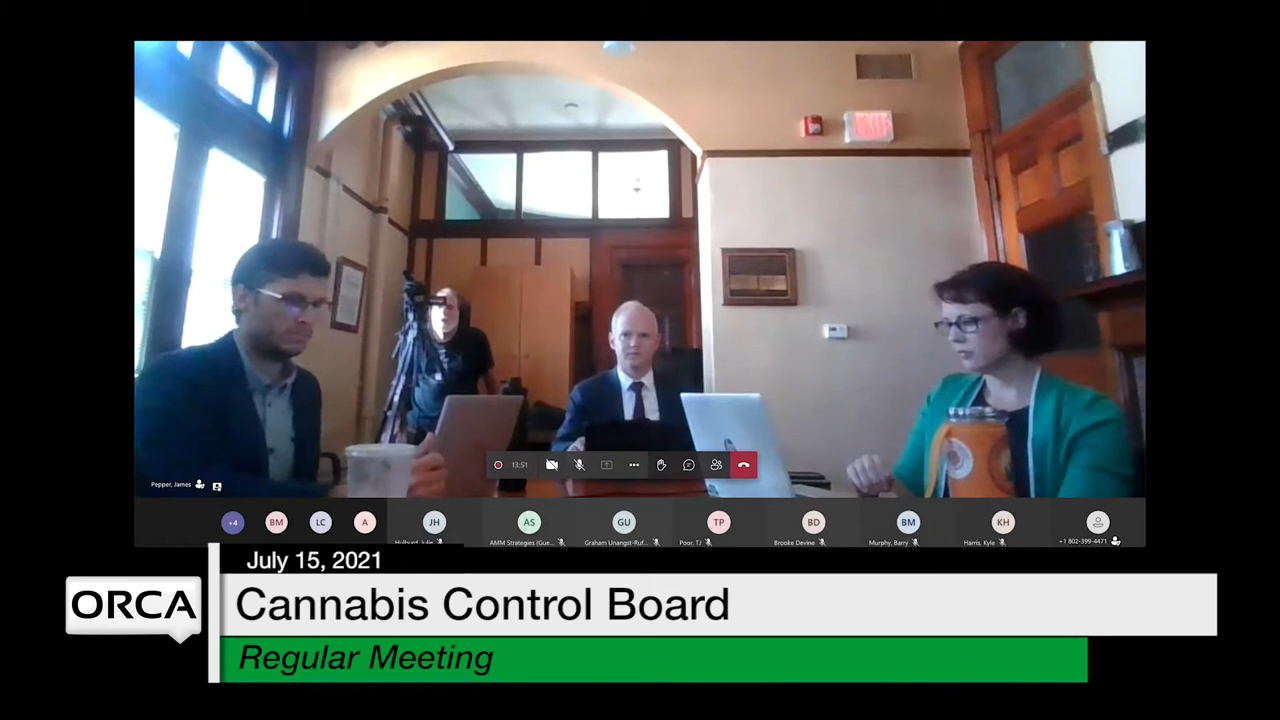 EXIT
13:51
Pepper, James
+4
BM
LC
A
JH
AS
GU
TP
BD
BM
KH
Hulburd, Julie
AMM Strategies (Gue...
Graham Unangst-Ruf...
Poor, TJ
Brooke Devine
Murphy, Barry
Harris, Kyle
+1 802-399-4471
July 15, 2021
ORCA
Cannabis Control Board
Regular Meeting